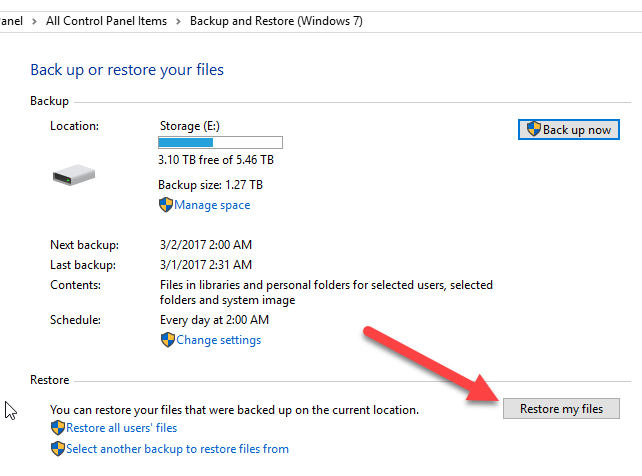 anel > All Control Panel Items > Backup and Restore (Windows 7)
Back up or restore your files
Backup
Location:
Storage (E:)
Back up now
3.10 TB free of 5.46 TB
Backup size: 1.27 TB
Manage space
Next backup:
3/2/2017 2:00 AM
Last backup:
3/1/2017 2:31 AM
Contents:
Files in libraries and personal folders for selected users, selected
folders and system image
Schedule:
Every day at 2:00 AM
Change settings
Restore
You can restore your files that were backed up on the current location.
Restore my files
Restore all users' files
Select another backup to restore files from